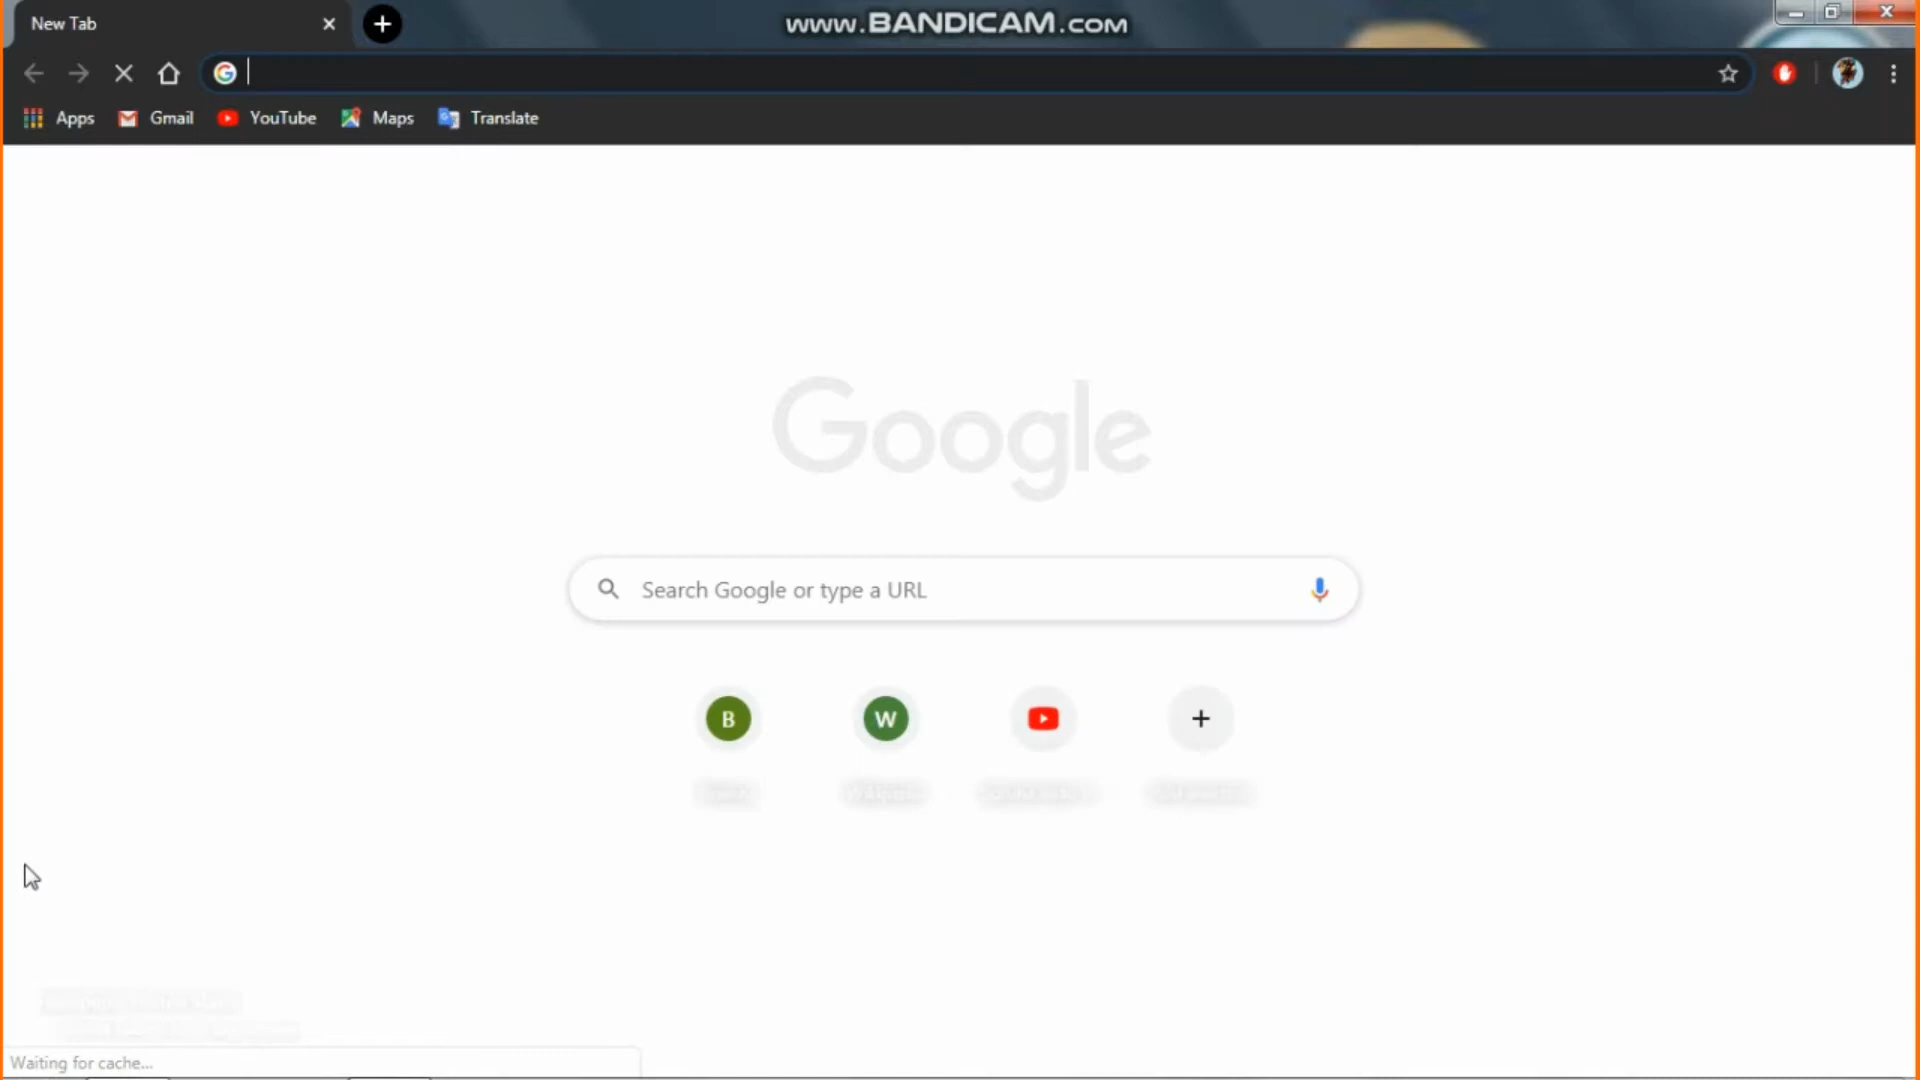 New Tab
www.BANDICAM.com
Apps
Gmail
YouTube
Maps
Translate
Google
Search Google or type a URL
B
W
Waiting for cache...